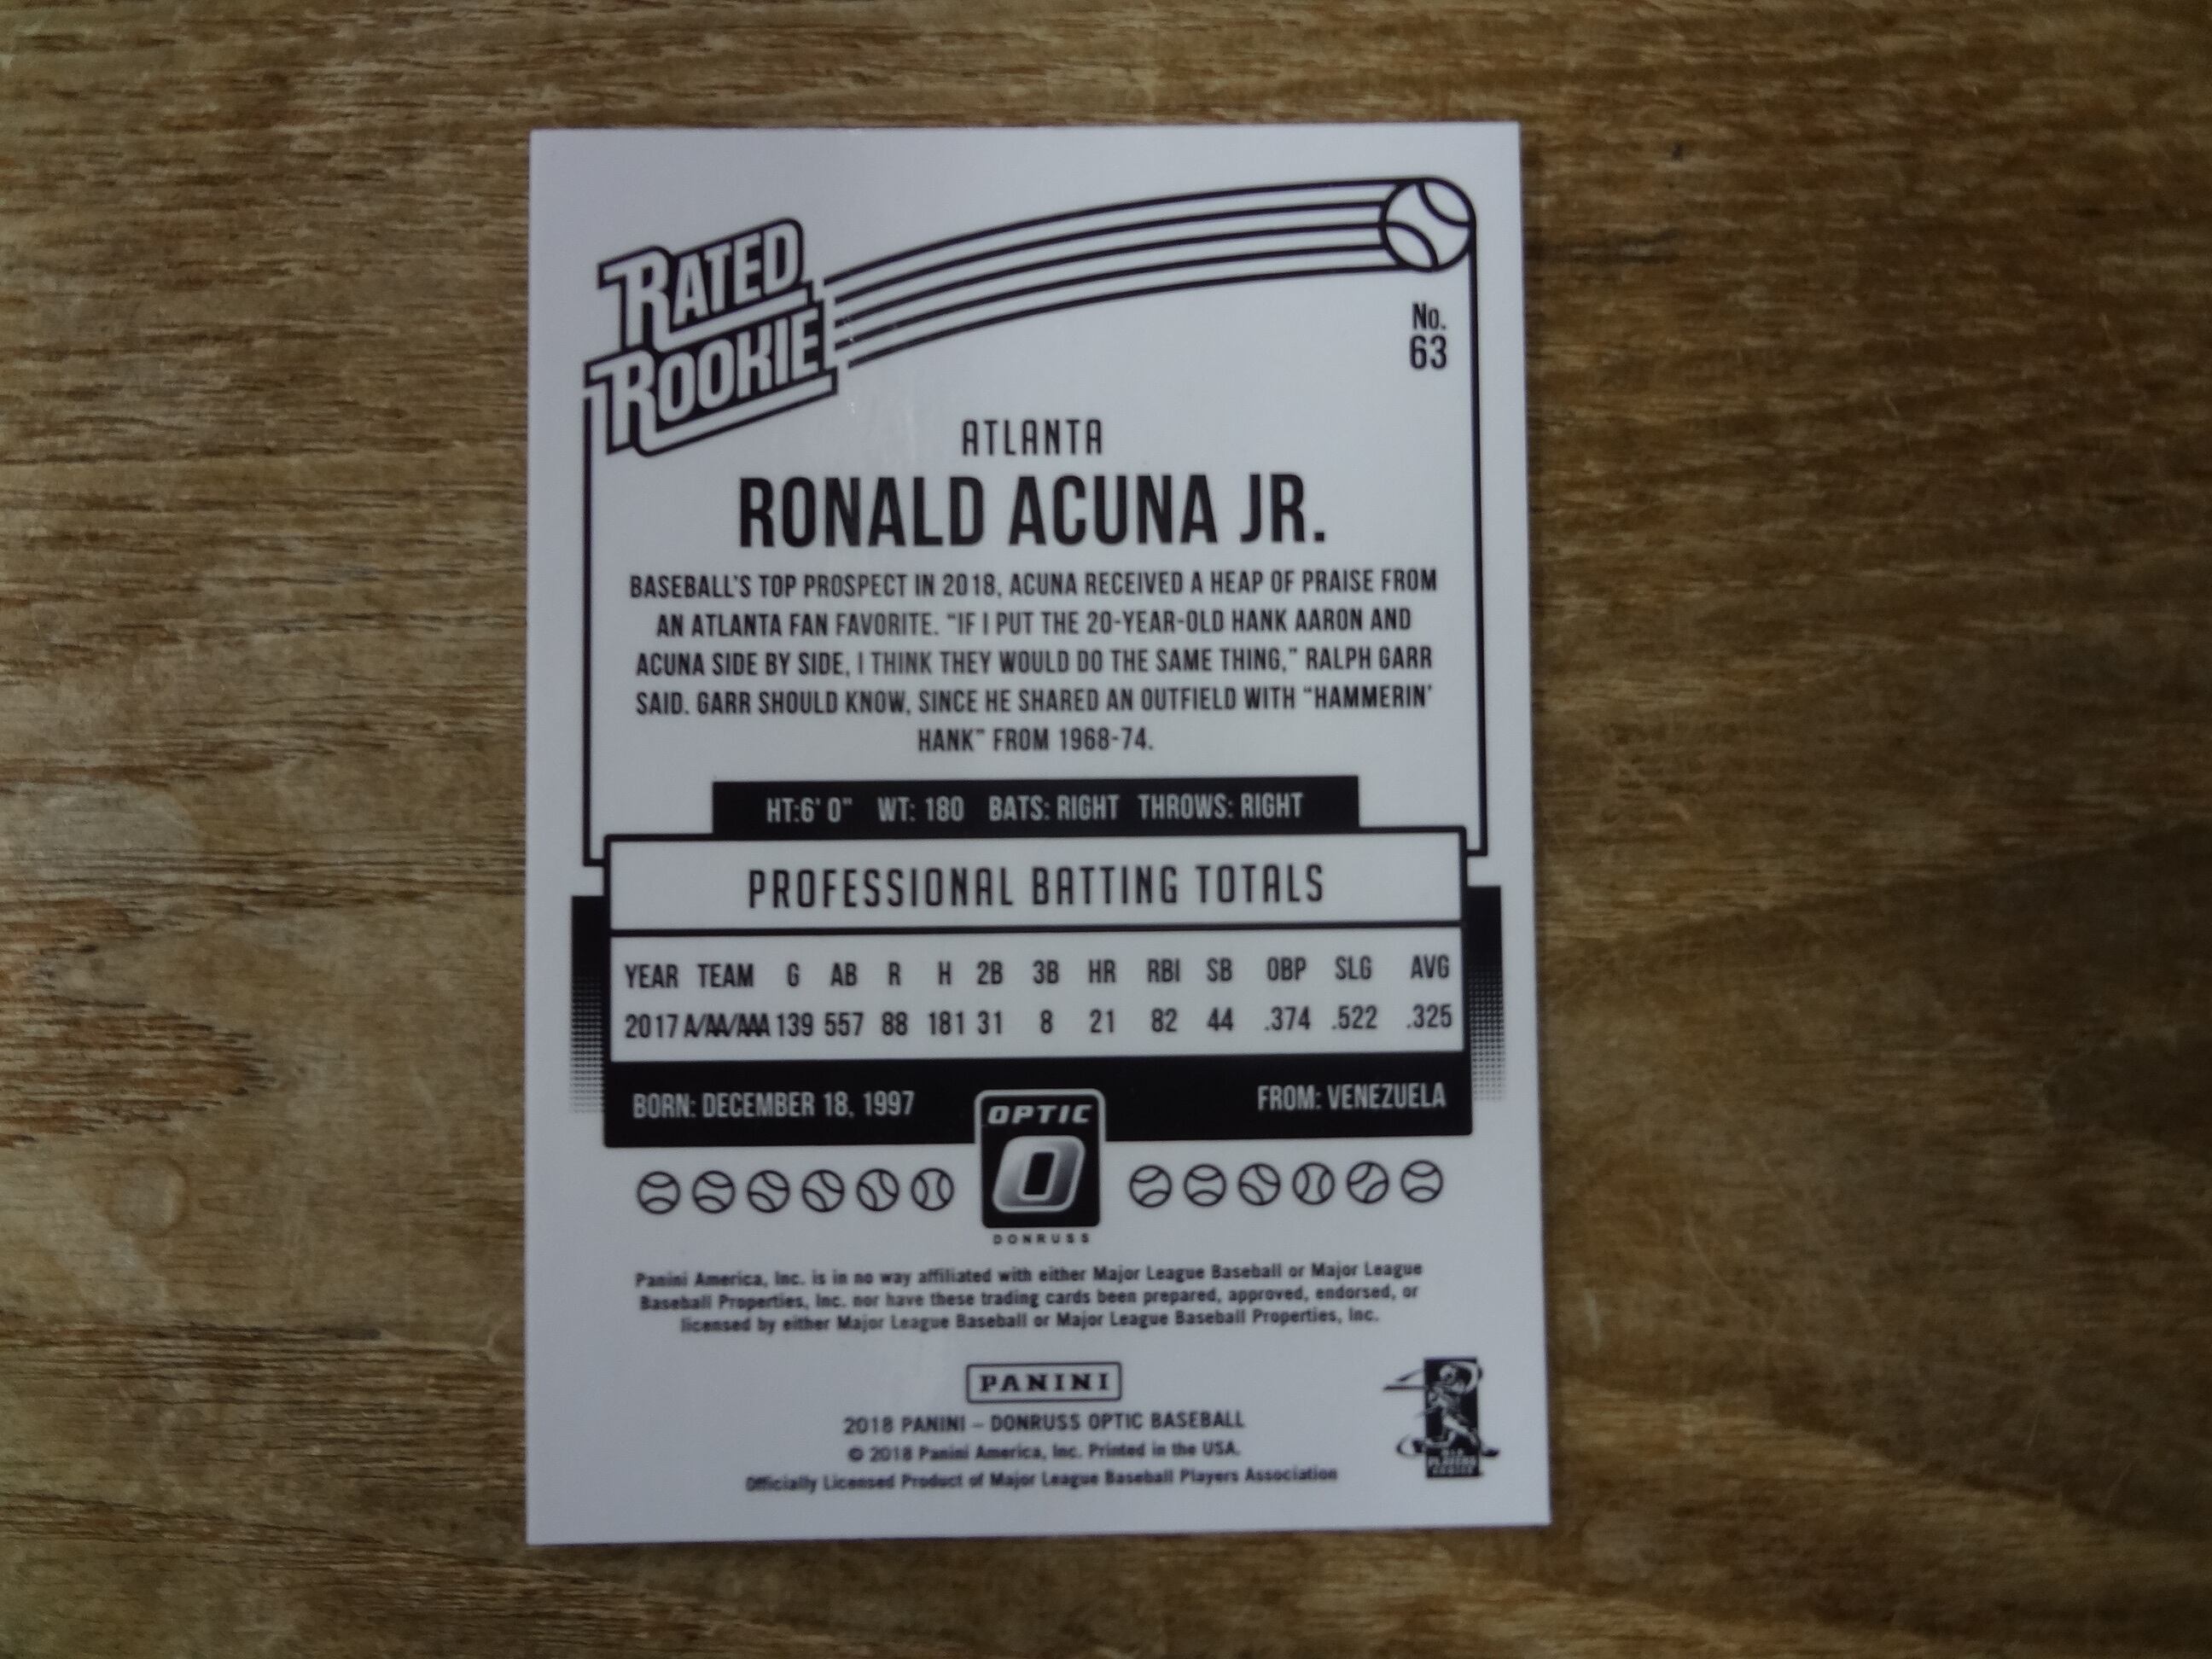 RATED
ROOKIE
No.
63
ATLANTA
RONALD ACUNA JR.
BASEBALL'S TOP PROSPECT IN 2018, ACUNA RECEIVED A HEAP OF PRAISE FROM
AN ATLANTA FAN FAVORITE. "IF I PUT THE 20-YEAR-OLD HANK AARON AND
ACUNA SIDE BY SIDE, I THINK THEY WOULD DO THE SAME THING," RALPH GARR
SAID. GARR SHOULD KNOW, SINCE HE SHARED AN OUTFIELD WITH "HAMMERIN'
HANK" FROM 1968-74.
HT:6' 0" WT: 180 BATS: RIGHT THROWS: RIGHT
PROFESSIONAL BATTING TOTALS
YEAR TEAM G AB R H 2B 3B HR RBI SB OBP SLG AVG
2017 A/AA/AAA 139 557 88 181 31 8 21 82 44 .374 .522 .325
BORN: DECEMBER 18, 1997 FROM: VENEZUELA
OPTIC
O
DONRUSS
Panini America, Inc. is in no way affiliated with either Major League Baseball or Major League
Baseball Properties, Inc. nor have these trading cards been prepared, approved, endorsed, or
licensed by either Major League Baseball or Major League Baseball Properties, Inc.
PANINI
2018 PANINI – DONRUSS OPTIC BASEBALL
© 2018 Panini America, Inc. Printed in the USA.
Officially Licensed Product of Major League Baseball Players Association
PLAYERS
CHOICE